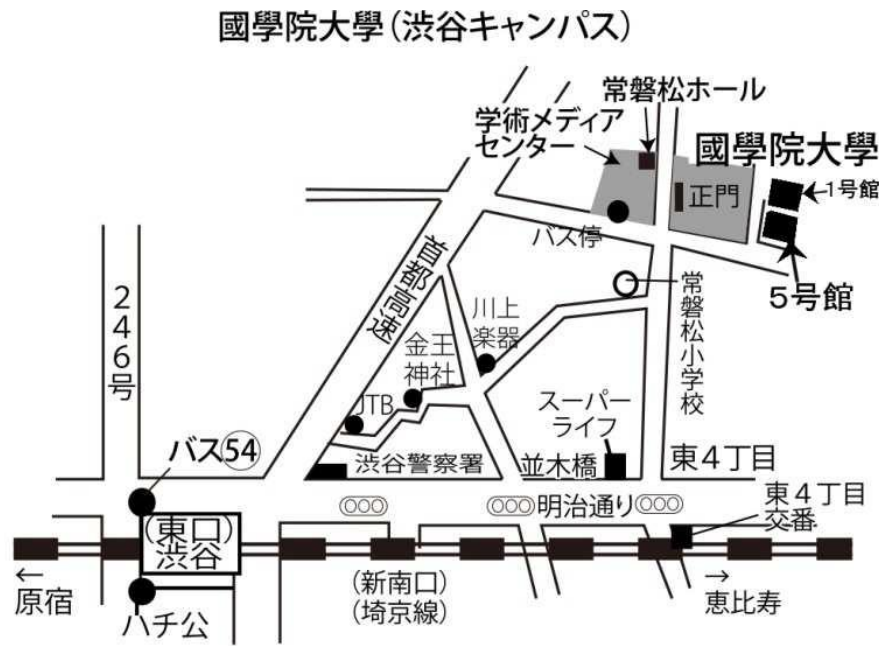 國學院大學（渋谷キャンパス）
常磐松ホール
学術メディア
センター
國學院大學
1号館
正門
バス停
5号館
首都高速
常磐松小学校
246号
川上
楽器
金王
神社
JTB
スーパー
ライフ
バス54
渋谷警察署
並木橋
東4丁目
明治通り
東4丁目
交番
（東口）
渋谷
←
原宿
（新南口）
（埼京線）
→
恵比寿
ハチ公